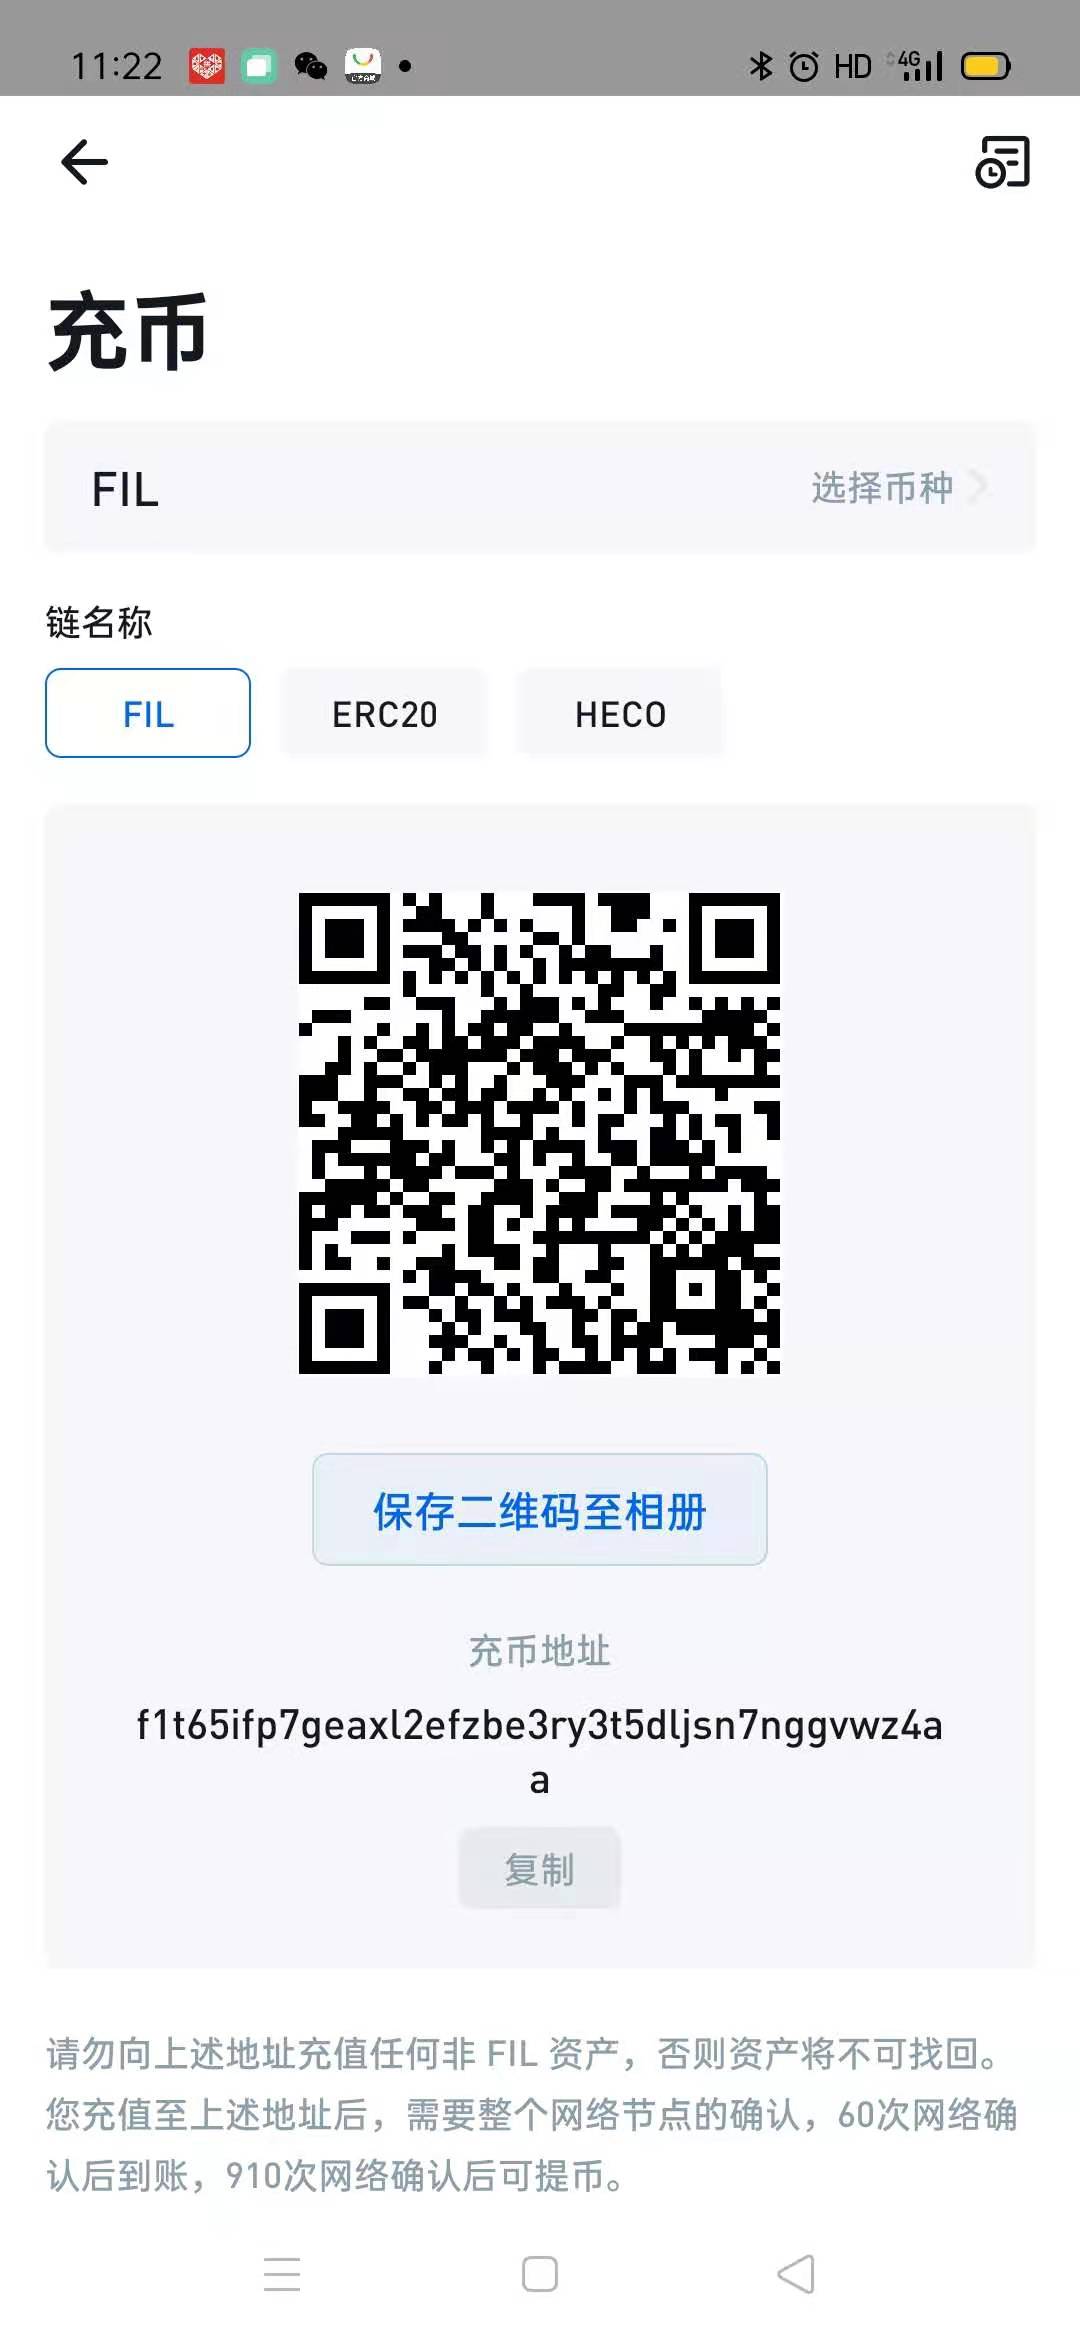 11:22 HD 4G
充币
FIL 选择币种
链名称
FIL ERC20 HECO
保存二维码至相册
充币地址
f1t65ifp7geaxl2efzbe3ry3t5dljsn7nggvwz4a
a
复制
请勿向上述地址充值任何非 FIL 资产，否则资产将不可找回。
您充值至上述地址后，需要整个网络节点的确认，60次网络确
认后到账，910次网络确认后可提币。